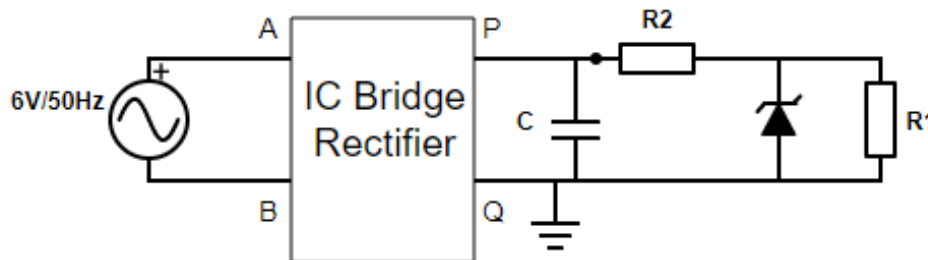 R2
A
P
6V/50Hz
+
IC Bridge
Rectifier
C
R1
B
Q